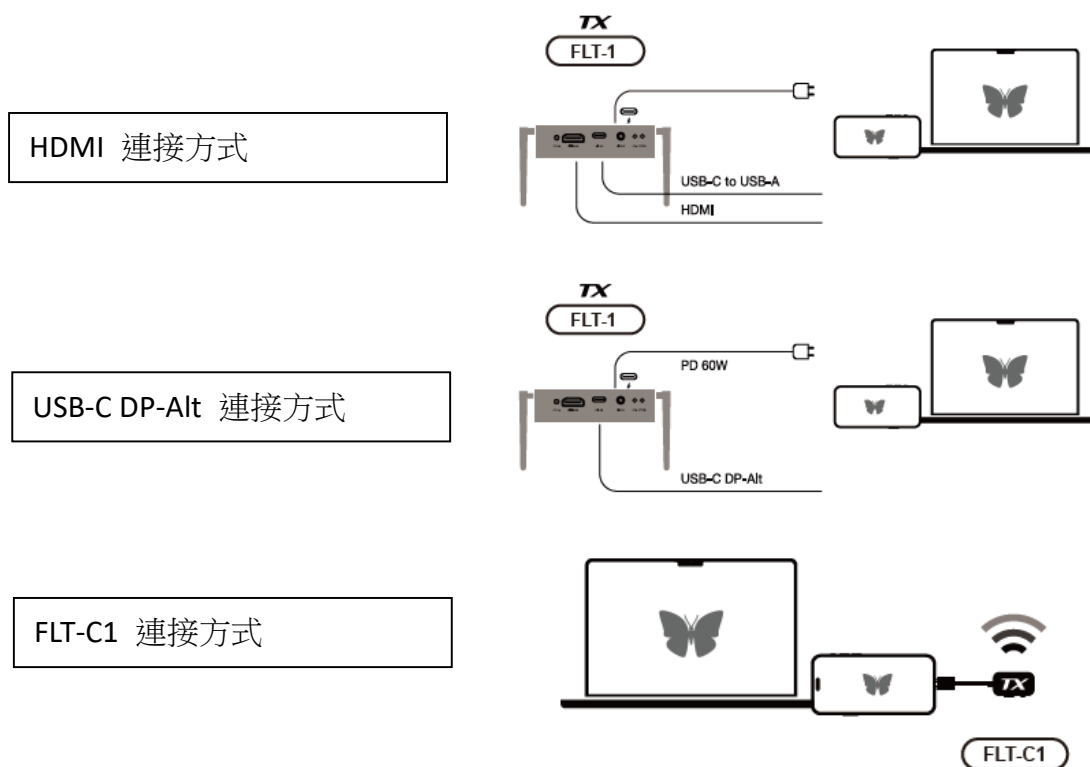 TX
FLT-1
HDMI 連接方式
USB-C to USB-A
HDMI
TX
FLT-1
PD 60W
USB-C DP-Alt 連接方式
USB-C DP-Alt
FLT-C1 連接方式
TX
FLT-C1